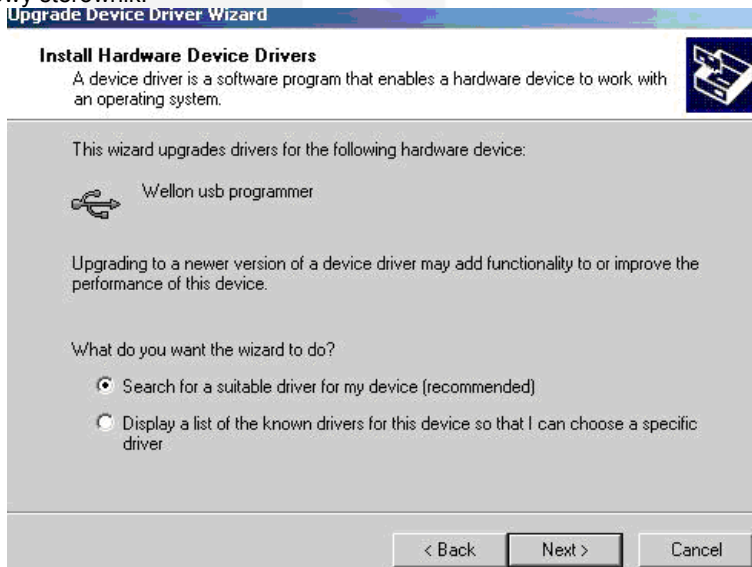 sterowniki
Upgrade Device Driver Wizard
Install Hardware Device Drivers
A device driver is a software program that enables a hardware device to work with
an operating system.
This wizard upgrades drivers for the following hardware device:
Wellon usb programmer
Upgrading to a newer version of a device driver may add functionality to or improve the
performance of this device.
What do you want the wizard to do?
Search for a suitable driver for my device (recommended)
Display a list of the known drivers for this device so that I can choose a specific
driver
< Back Next > Cancel